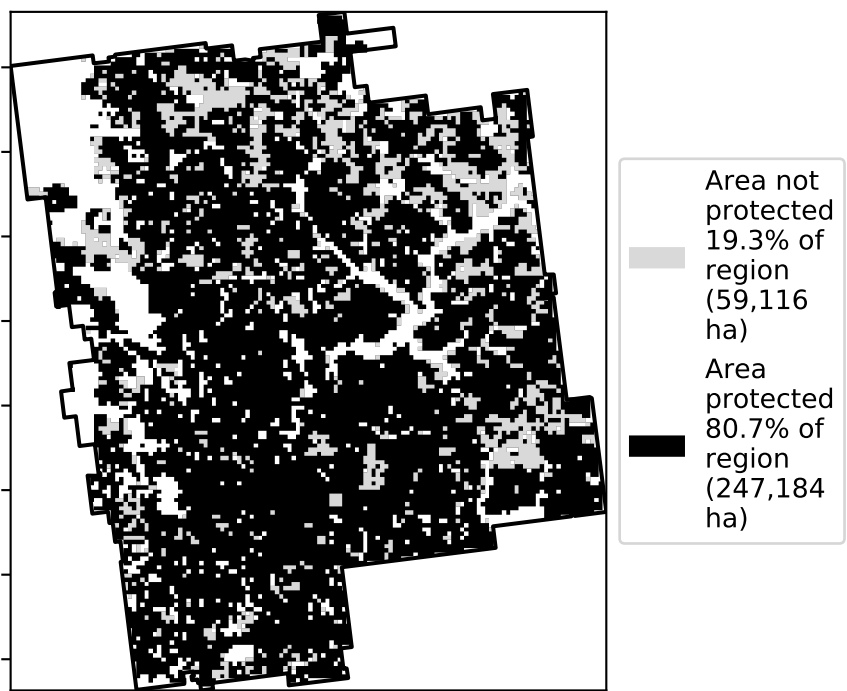 Area not
protected
19.3% of
region
(59,116
ha)
Area
protected
80.7% of
region
(247,184
ha)